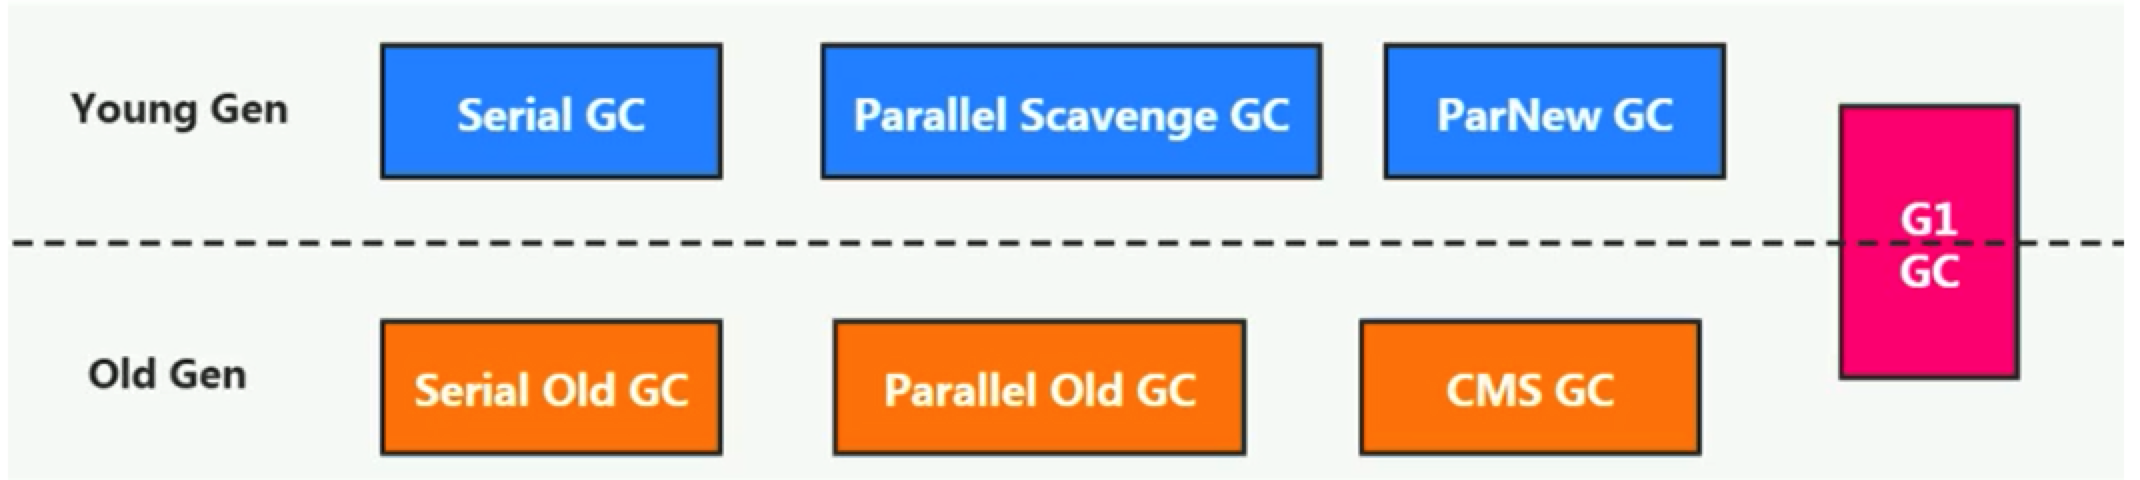 Young Gen
Serial GC
Parallel Scavenge GC
ParNew GC
G1
GC
Old Gen
Serial Old GC
Parallel Old GC
CMS GC